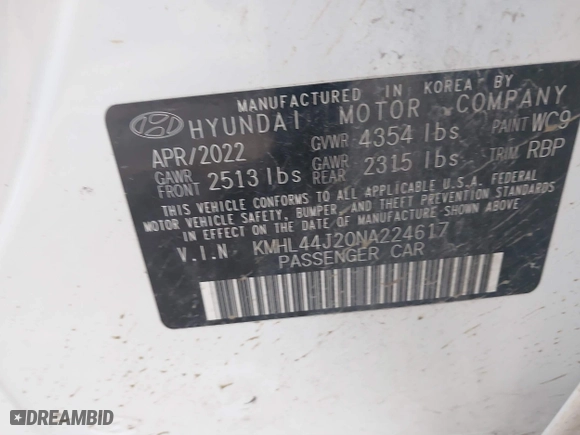 MANUFACTURED IN KOREA BY
HYUNDAI MOTOR COMPANY
APR/2022 GVWR 4354 lbs PAINT WC9
GAWR FRONT 2513 lbs GAWR REAR 2315 lbs TRIM RBP
THIS VEHICLE CONFORMS TO ALL APPLICABLE U.S.A. FEDERAL
MOTOR VEHICLE SAFETY, BUMPER, AND THEFT PREVENTION STANDARDS
IN EFFECT ON THE DATE OF MANUFACTURE SHOWN ABOVE.
V.I.N KMHL44J20NA224617
PASSENGER CAR
DREAMBID